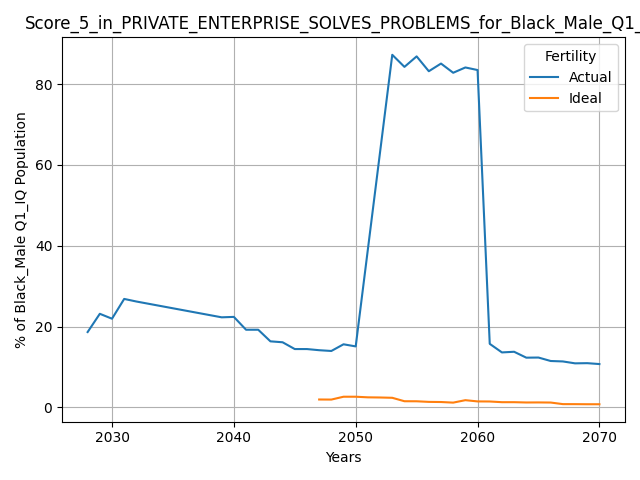 Score_5_in_PRIVATE_ENTERPRISE_SOLVES_PROBLEMS_for_Black_Male_Q1_
Fertility
Actual
Ideal
% of Black_Male Q1_IQ Population
80
60
40
20
0
2030 2040 2050 2060 2070
Years